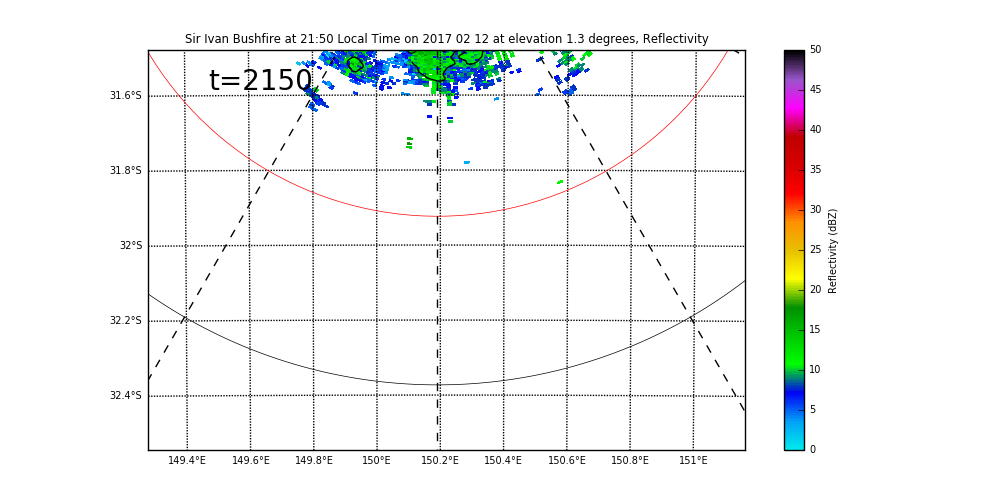 Sir Ivan Bushfire at 21:50 Local Time on 2017 02 12 at elevation 1.3 degrees, Reflectivity
t=2150
31.6°S
31.8°S
32°S
32.2°S
32.4°S
149.4°E 149.6°E 149.8°E 150°E 150.2°E 150.4°E 150.6°E 150.8°E 151°E
50
45
40
35
30
25
20
15
10
5
0
Reflectivity (dBZ)